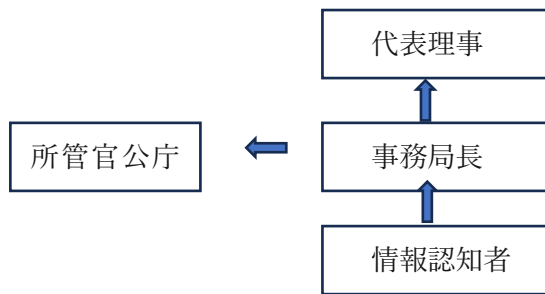 代表理事
所管官公庁
事務局長
情報認知者